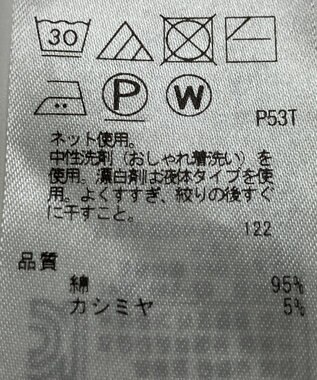 30
P W
P53T
ネット使用。
中性洗剤（おしゃれ着洗い）を
使用。漂白剤は液体タイプを使
用。よくすすぎ、絞りの後すぐ
に干すこと。
122
品質
綿 95%
カシミヤ 5%